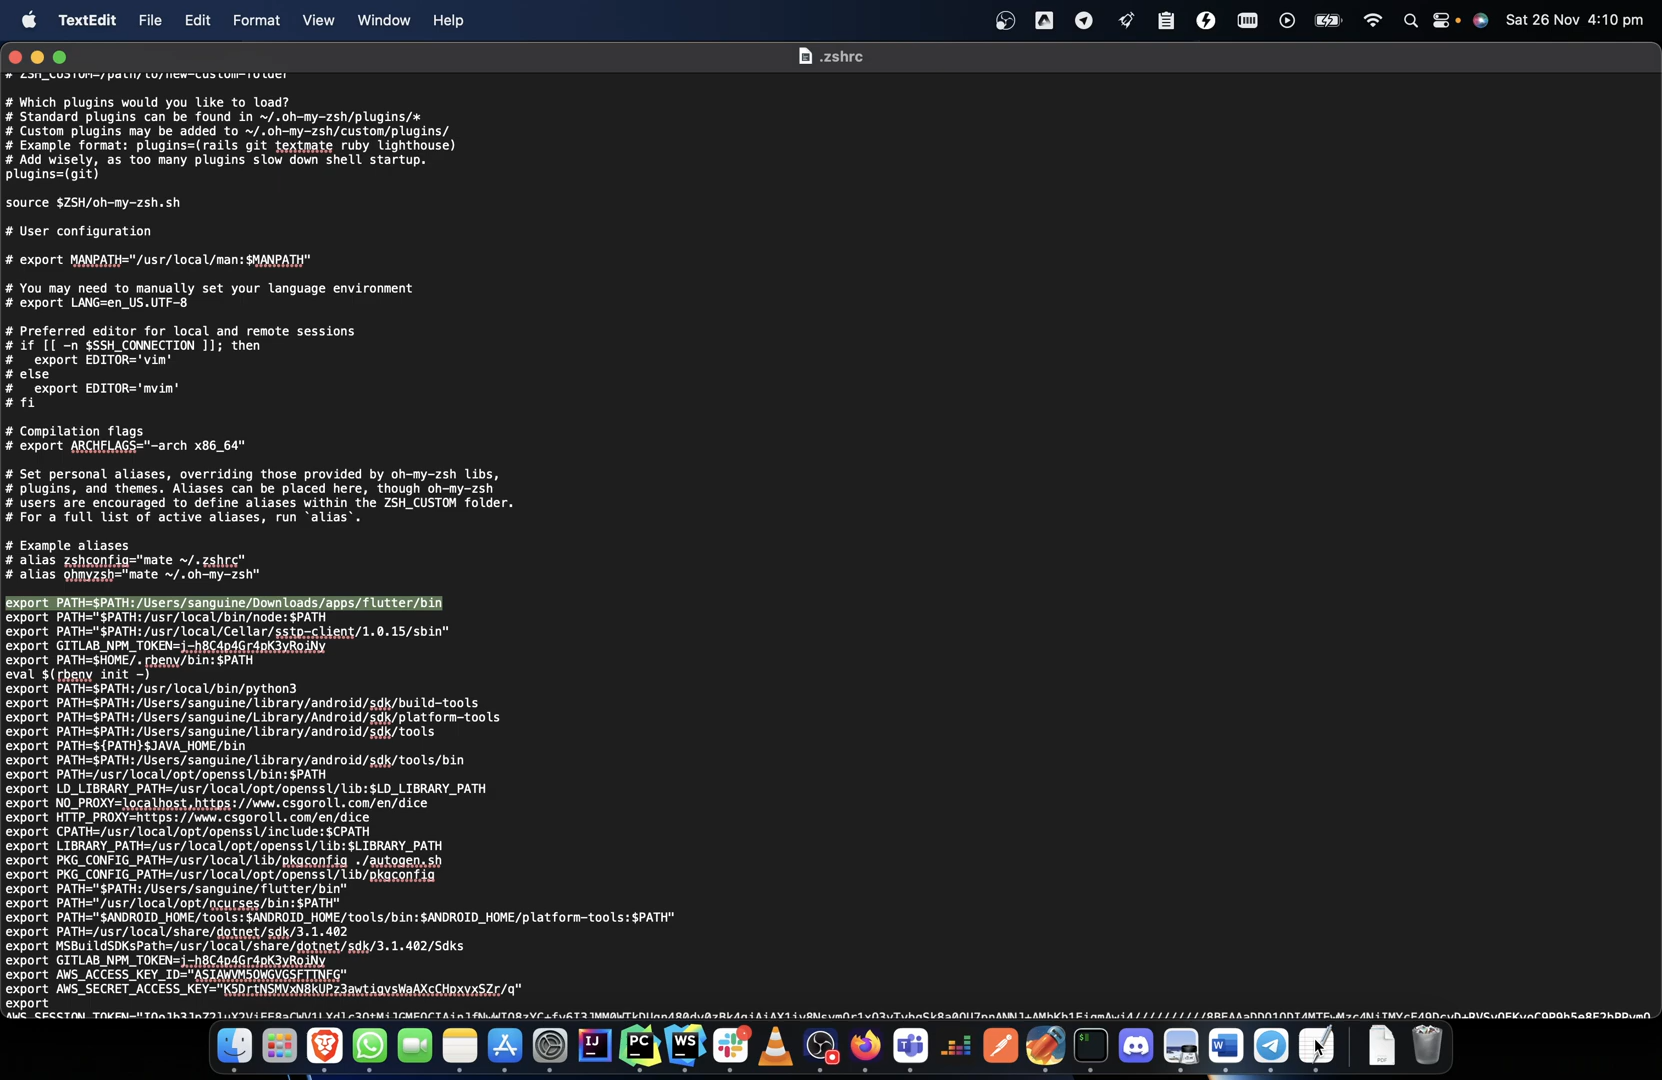 TextEdit File Edit Format View Window Help Sat 26 Nov 4:10 pm
.zshrc
# ZSH_CUSTOM=/path/to/new-custom-folder
# Which plugins would you like to load?
# Standard plugins can be found in ~/.oh-my-zsh/plugins/*
# Custom plugins may be added to ~/.oh-my-zsh/custom/plugins/
# Example format: plugins=(rails git textmate ruby lighthouse)
# Add wisely, as too many plugins slow down shell startup.
plugins=(git)
source $ZSH/oh-my-zsh.sh
# User configuration
# export MANPATH="/usr/local/man:$MANPATH"
# You may need to manually set your language environment
# export LANG=en_US.UTF-8
# Preferred editor for local and remote sessions
# if [[ -n $SSH_CONNECTION ]]; then
#   export EDITOR='vim'
# else
#   export EDITOR='mvim'
# fi
# Compilation flags
# export ARCHFLAGS="-arch x86_64"
# Set personal aliases, overriding those provided by oh-my-zsh libs,
# plugins, and themes. Aliases can be placed here, though oh-my-zsh
# users are encouraged to define aliases within the ZSH_CUSTOM folder.
# For a full list of active aliases, run `alias`.
# Example aliases
# alias zshconfig="mate ~/.zshrc"
# alias ohmyzsh="mate ~/.oh-my-zsh"
export PATH=$PATH:/Users/sanguine/Downloads/apps/flutter/bin
export PATH="$PATH:/usr/local/bin/node:$PATH
export PATH="$PATH:/usr/local/Cellar/sstp-client/1.0.15/sbin"
export GITLAB_NPM_TOKEN=j-h8C4p4Gr4pK3yRoiNy
export PATH=$HOME/.rbenv/bin:$PATH
eval $(rbenv init -)
export PATH=$PATH:/usr/local/bin/python3
export PATH=$PATH:/Users/sanguine/library/android/sdk/build-tools
export PATH=$PATH:/Users/sanguine/Library/Android/sdk/platform-tools
export PATH=$PATH:/Users/sanguine/library/android/sdk/tools
export PATH=${PATH}$JAVA_HOME/bin
export PATH=$PATH:/Users/sanguine/library/android/sdk/tools/bin
export PATH=/usr/local/opt/openssl/bin:$PATH
export LD_LIBRARY_PATH=/usr/local/opt/openssl/lib:$LD_LIBRARY_PATH
export NO_PROXY=localhost,https://www.csgoroll.com/en/dice
export HTTP_PROXY=https://www.csgoroll.com/en/dice
export CPATH=/usr/local/opt/openssl/include:$CPATH
export LIBRARY_PATH=/usr/local/opt/openssl/lib:$LIBRARY_PATH
export PKG_CONFIG_PATH=/usr/local/lib/pkgconfig ./autogen.sh
export PKG_CONFIG_PATH=/usr/local/opt/openssl/lib/pkgconfig
export PATH="$PATH:/Users/sanguine/flutter/bin"
export PATH="/usr/local/opt/ncurses/bin:$PATH"
export PATH="$ANDROID_HOME/tools:$ANDROID_HOME/tools/bin:$ANDROID_HOME/platform-tools:$PATH"
export PATH=/usr/local/share/dotnet/sdk/3.1.402
export MSBuildSDKsPath=/usr/local/share/dotnet/sdk/3.1.402/Sdks
export GITLAB_NPM_TOKEN=j-h8C4p4Gr4pK3yRoiNy
export AWS_ACCESS_KEY_ID="ASIAWVM5OWGVGSFTTNFG"
export AWS_SECRET_ACCESS_KEY="K5DrtNSMVxN8kUPz3awtigvsWaAXcCHpxvxSZr/q"
export